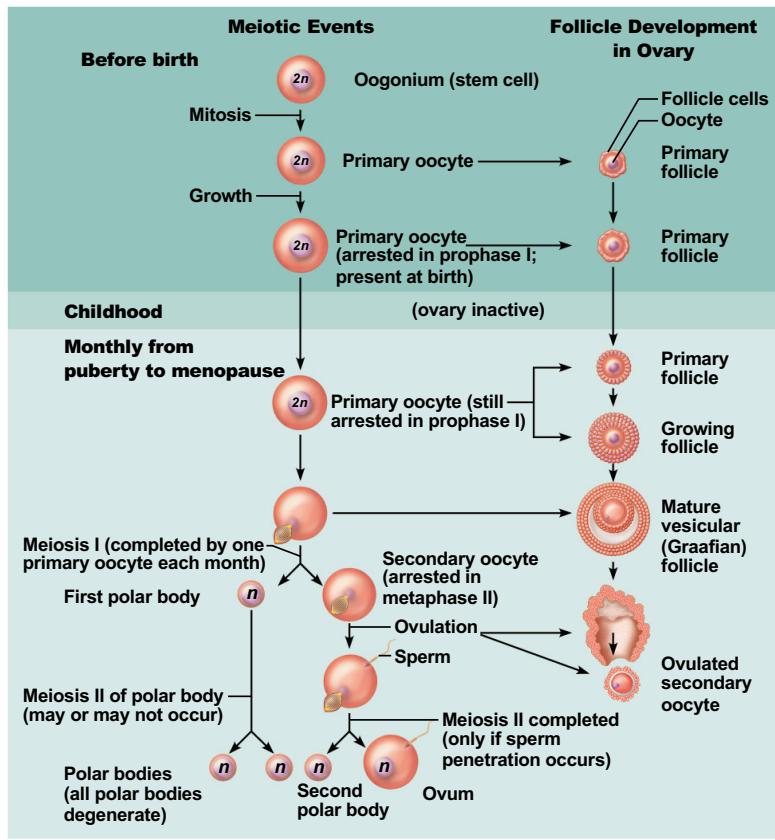 Meiotic Events
Follicle Development
in Ovary
Before birth
2n
Oogonium (stem cell)
Follicle cells
Oocyte
Mitosis
2n
Primary oocyte
Primary
follicle
Growth
2n
Primary oocyte
(arrested in prophase I;
present at birth)
Primary
follicle
Childhood
(ovary inactive)
Monthly from
puberty to menopause
2n
Primary oocyte (still
arrested in prophase I)
Primary
follicle
Growing
follicle
Mature
vesicular
(Graafian)
follicle
Meiosis I (completed by one
primary oocyte each month)
Secondary oocyte
(arrested in
metaphase II)
First polar body
n
Ovulation
Sperm
Ovulated
secondary
oocyte
Meiosis II of polar body
(may or may not occur)
Meiosis II completed
(only if sperm
penetration occurs)
n
n
n
n
Polar bodies
(all polar bodies
degenerate)
Second
polar body
Ovum